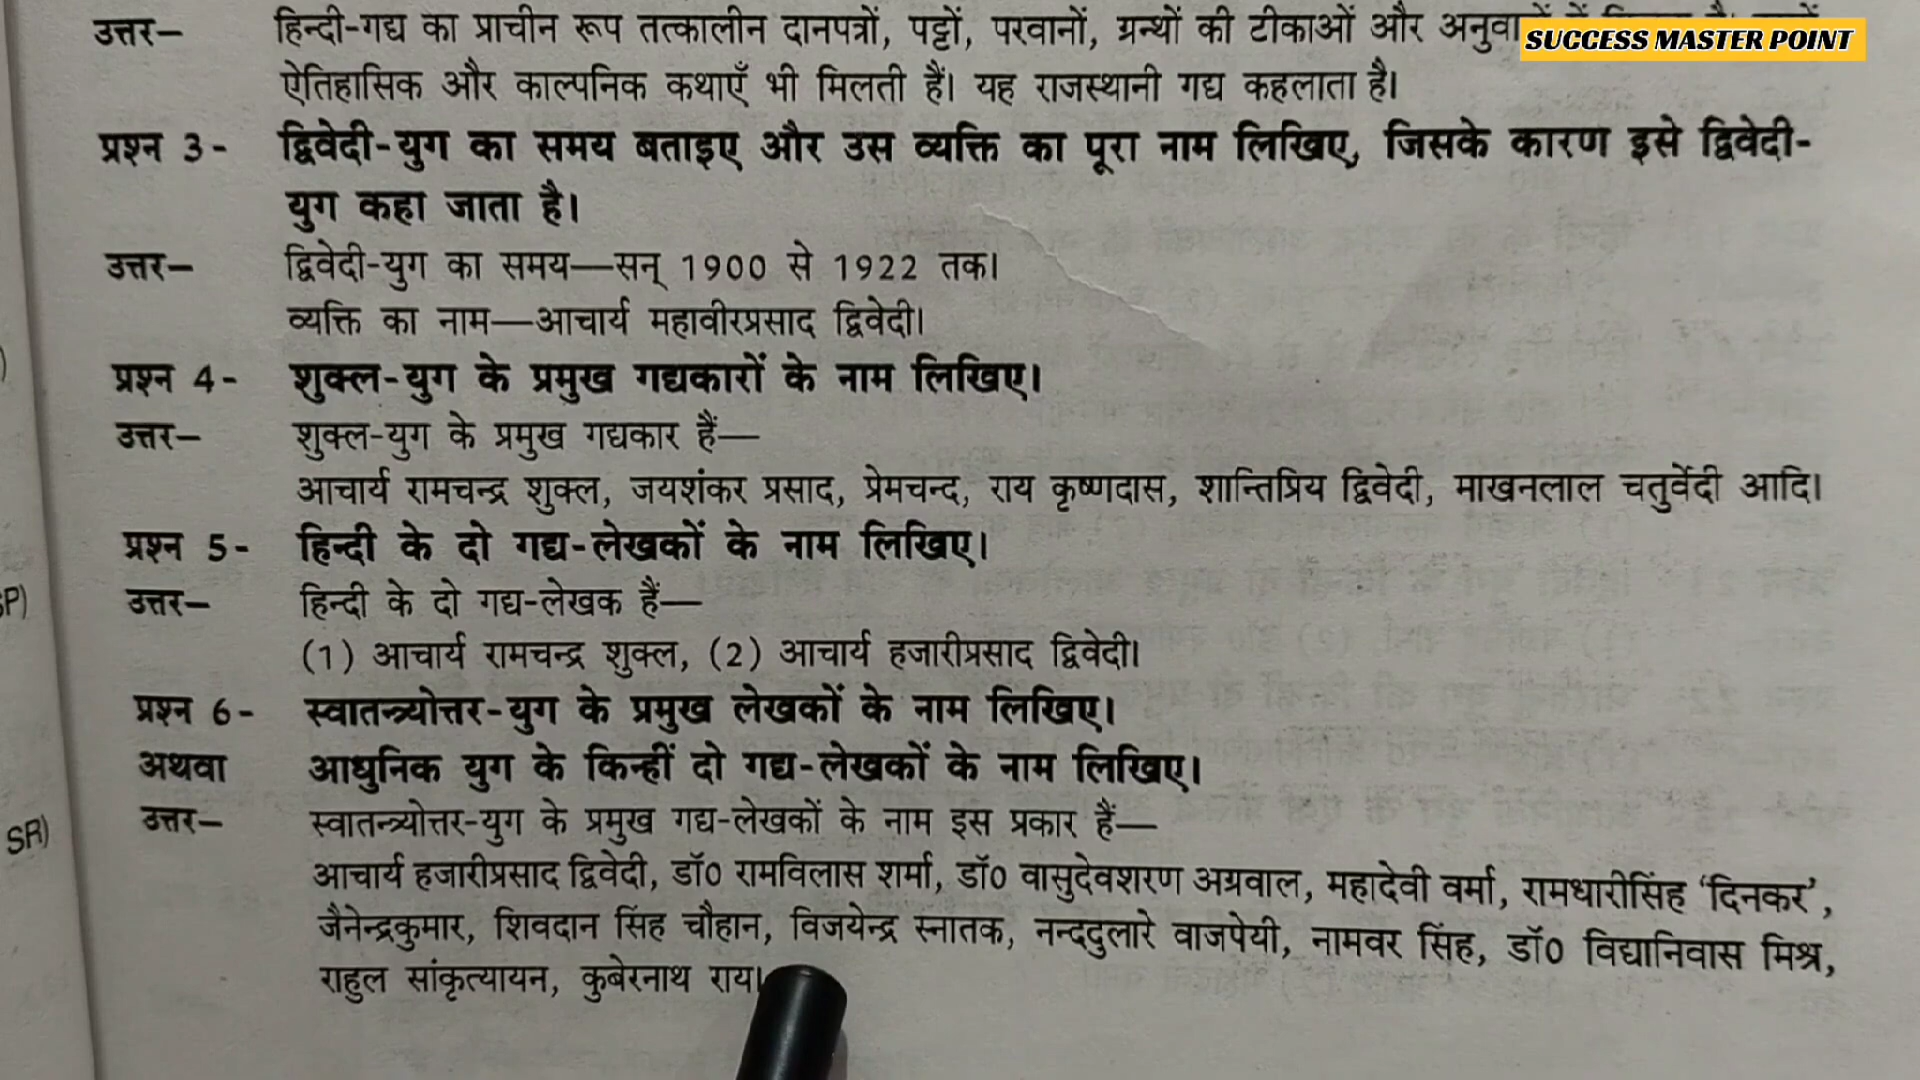 उत्तर– हिन्दी-गद्य का प्राचीन रूप तत्कालीन दानपत्रों, पट्टों, परवानों, ग्रन्थों की टीकाओं और
SUCCESS MASTER POINT
ऐतिहासिक और काल्पनिक कथाएँ भी मिलती हैं। यह राजस्थानी गद्य कहलाता है।
प्रश्न 3- द्विवेदी-युग का समय बताइए और उस व्यक्ति का पूरा नाम लिखिए, जिसके कारण इसे द्विवेदी-
युग कहा जाता है।
उत्तर– द्विवेदी-युग का समय—सन् 1900 से 1922 तक।
व्यक्ति का नाम—आचार्य महावीरप्रसाद द्विवेदी।
प्रश्न 4- शुक्ल-युग के प्रमुख गद्यकारों के नाम लिखिए।
उत्तर– शुक्ल-युग के प्रमुख गद्यकार हैं—
आचार्य रामचन्द्र शुक्ल, जयशंकर प्रसाद, प्रेमचन्द, राय कृष्णदास, शान्तिप्रिय द्विवेदी, माखनलाल चतुर्वेदी आदि।
प्रश्न 5- हिन्दी के दो गद्य-लेखकों के नाम लिखिए।
उत्तर– हिन्दी के दो गद्य-लेखक हैं—
(1) आचार्य रामचन्द्र शुक्ल, (2) आचार्य हजारीप्रसाद द्विवेदी।
प्रश्न 6- स्वातन्त्र्योत्तर-युग के प्रमुख लेखकों के नाम लिखिए।
अथवा आधुनिक युग के किन्हीं दो गद्य-लेखकों के नाम लिखिए।
उत्तर– स्वातन्त्र्योत्तर-युग के प्रमुख गद्य-लेखकों के नाम इस प्रकार हैं—
आचार्य हजारीप्रसाद द्विवेदी, डॉ0 रामविलास शर्मा, डॉ0 वासुदेवशरण अग्रवाल, महादेवी वर्मा, रामधारीसिंह ‘दिनकर’,
जैनेन्द्रकुमार, शिवदान सिंह चौहान, विजयेन्द्र स्नातक, नन्ददुलारे वाजपेयी, नामवर सिंह, डॉ0 विद्यानिवास मिश्र,
राहुल सांकृत्यायन, कुबेरनाथ राय।
SR)